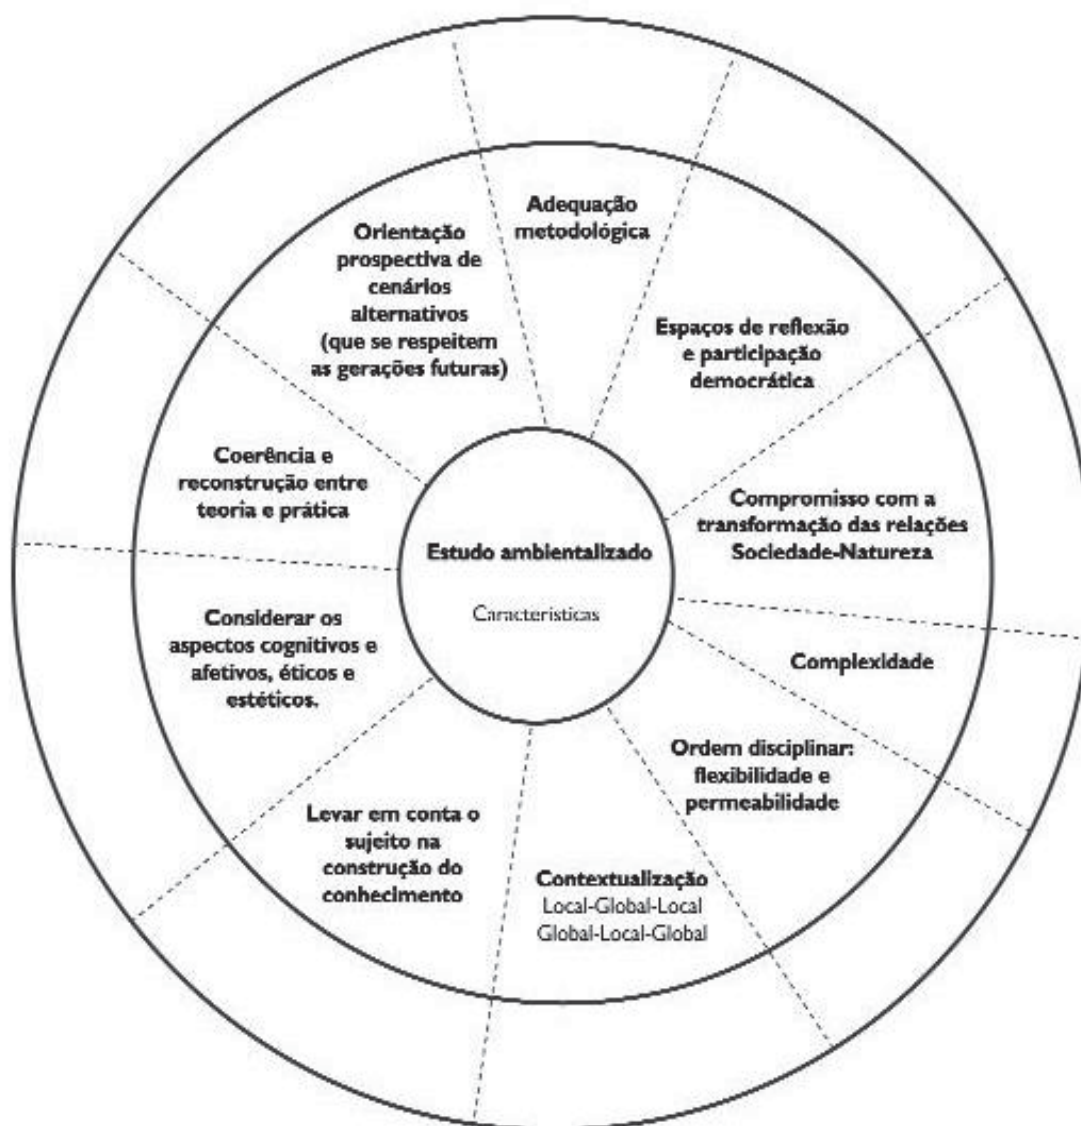 Adequação
metodológica
Orientação
prospectiva de
cenários
alternativos
(que se respeitem
as gerações futuras)
Espaços de reflexão
e participação
democrática
Coerência e
reconstrução entre
teoria e prática
Compromisso com a
transformação das relações
Sociedade-Natureza
Estudo ambientalizado
Características
Considerar os
aspectos cognitivos e
afetivos, éticos e
estéticos.
Complexidade
Ordem disciplinar:
flexibilidade e
permeabilidade
Levar em conta o
sujeito na
construção do
conhecimento
Contextualização
Local-Global-Local
Global-Local-Global